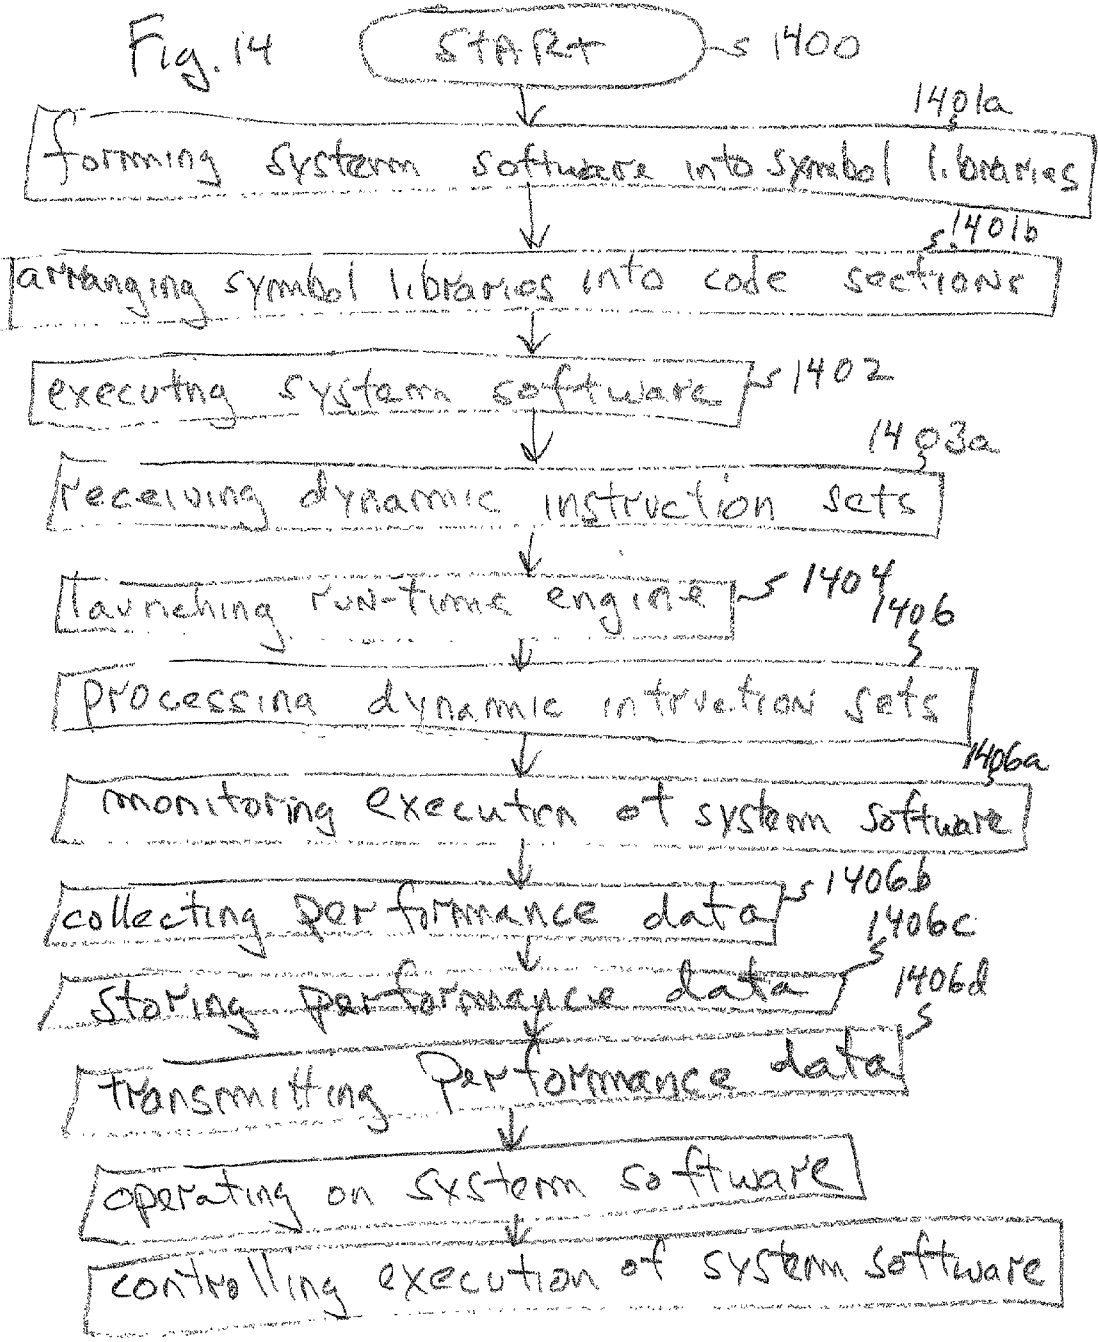 Fig. 14
START 1400
1401a
forming system software into symbol libraries
1401b
arranging symbol libraries into code sections
executng system software 1402
1403a
receiving dynamic instruction sets
launching run-time engine 1404
1406
processing dynamic intruction sets
1406a
monitoring execution of system software
collecting performance data 1406b
1406c
storing performance data
1406d
transmitting performance data
operating on system software
controlling execution of system software